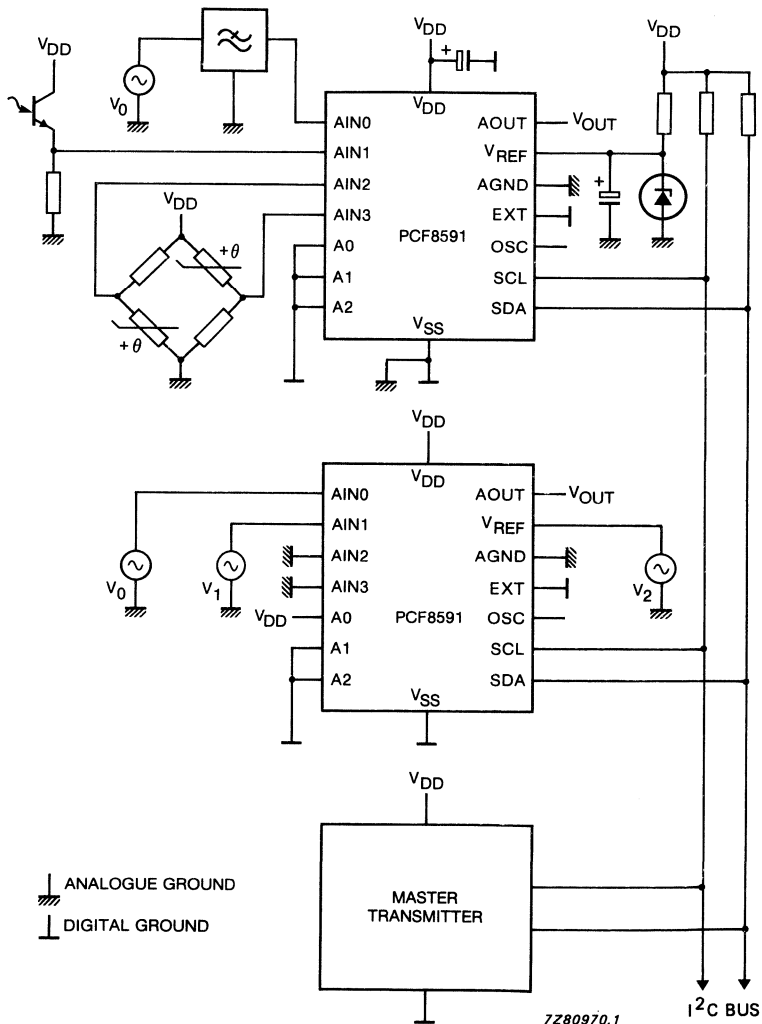 VDD
V0
VDD
VDD
AIN0
AIN1
AIN2
AIN3
A0
A1
A2
VDD
PCF8591
VSS
AOUT
VREF
AGND
EXT
OSC
SCL
SDA
VOUT
VDD
VDD
+
+θ
+θ
+
VDD
VDD
AIN0
AIN1
AIN2
AIN3
A0
A1
A2
PCF8591
VSS
AOUT
VREF
AGND
EXT
OSC
SCL
SDA
VOUT
V0
V1
VDD
V2
VDD
MASTER
TRANSMITTER
ANALOGUE GROUND
DIGITAL GROUND
7Z80970.1
I²C BUS